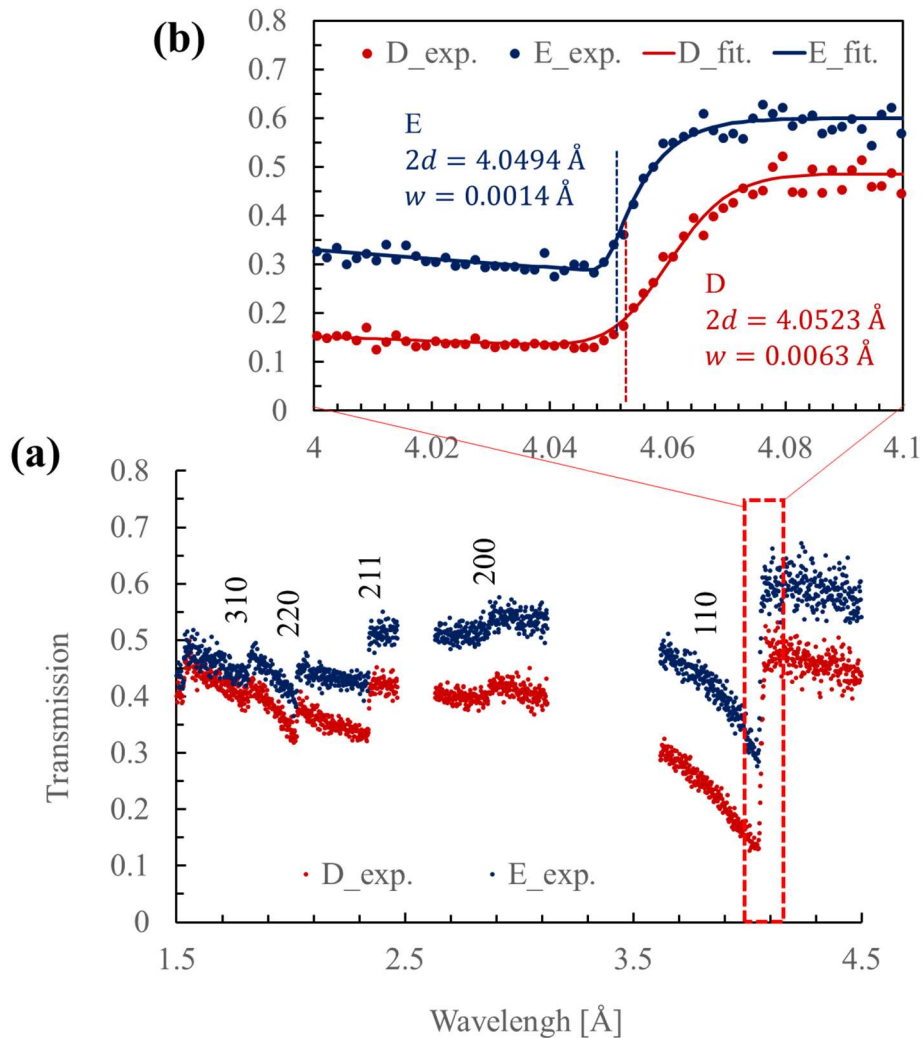 (b)
0.8
0.7
0.6
0.5
0.4
0.3
0.2
0.1
0
D_exp. E_exp. D_fit. E_fit.
E
2d = 4.0494 Å
w = 0.0014 Å
D
2d = 4.0523 Å
w = 0.0063 Å
4 4.02 4.04 4.06 4.08 4.1
(a)
0.8
0.7
0.6
0.5
0.4
0.3
0.2
0.1
0
Transmission
310
220
211
200
110
D_exp. E_exp.
1.5 2.5 3.5 4.5
Wavelengh [Å]